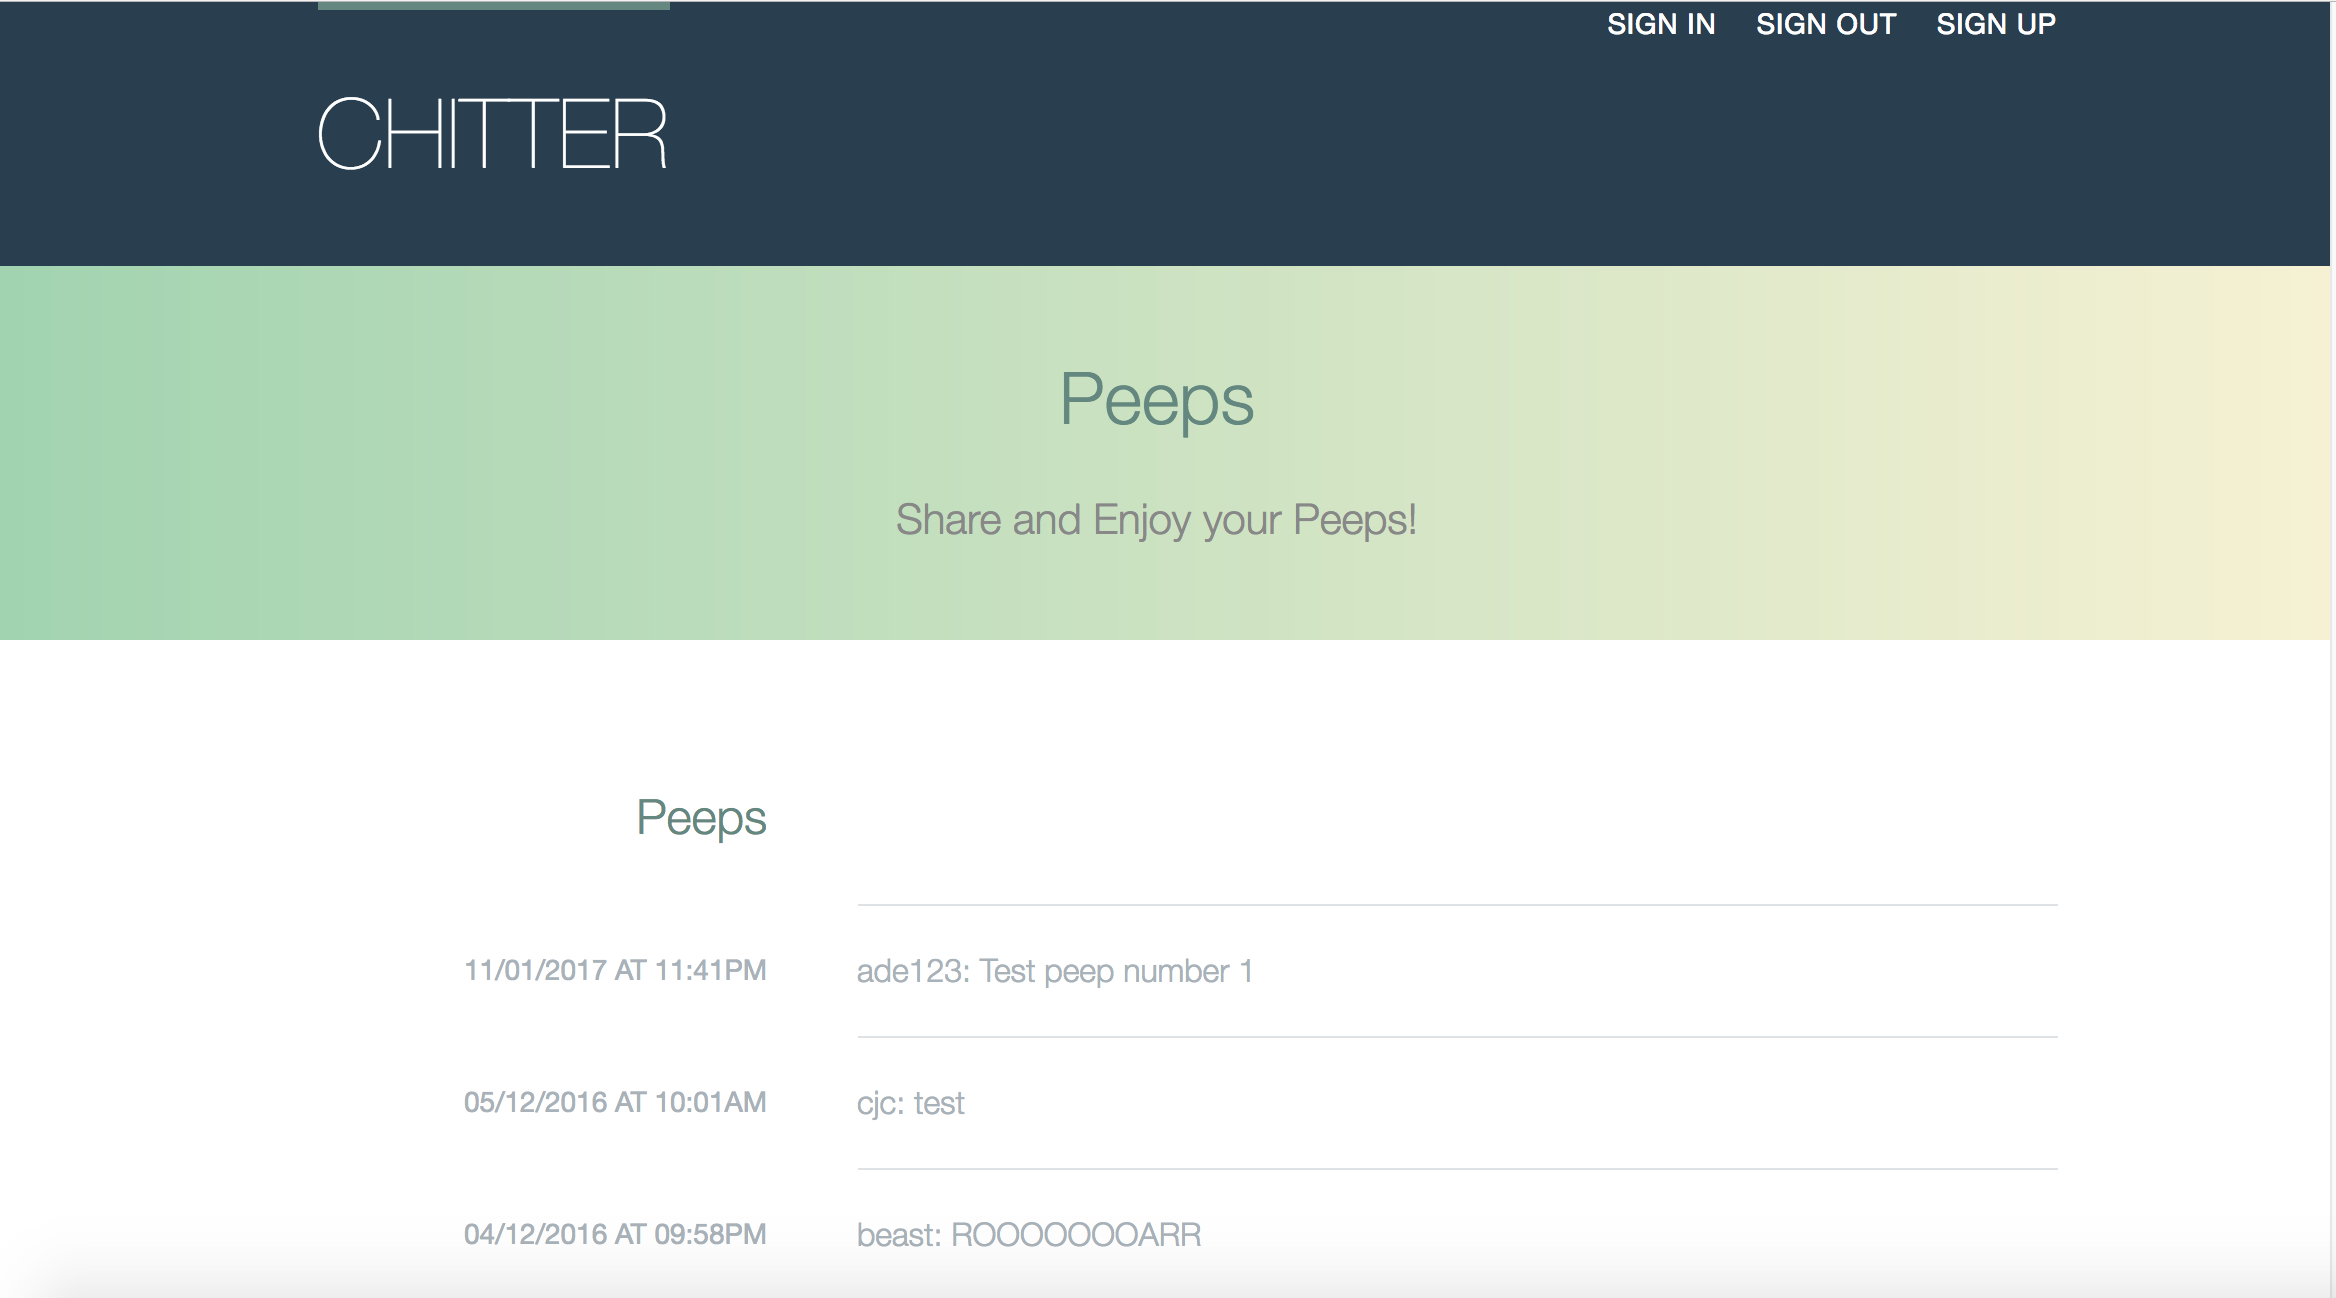 SIGN IN SIGN OUT SIGN UP
CHITTER
Peeps
Share and Enjoy your Peeps!
Peeps
11/01/2017 AT 11:41PM ade123: Test peep number 1
05/12/2016 AT 10:01AM cjc: test
04/12/2016 AT 09:58PM beast: ROOOOOOOARR